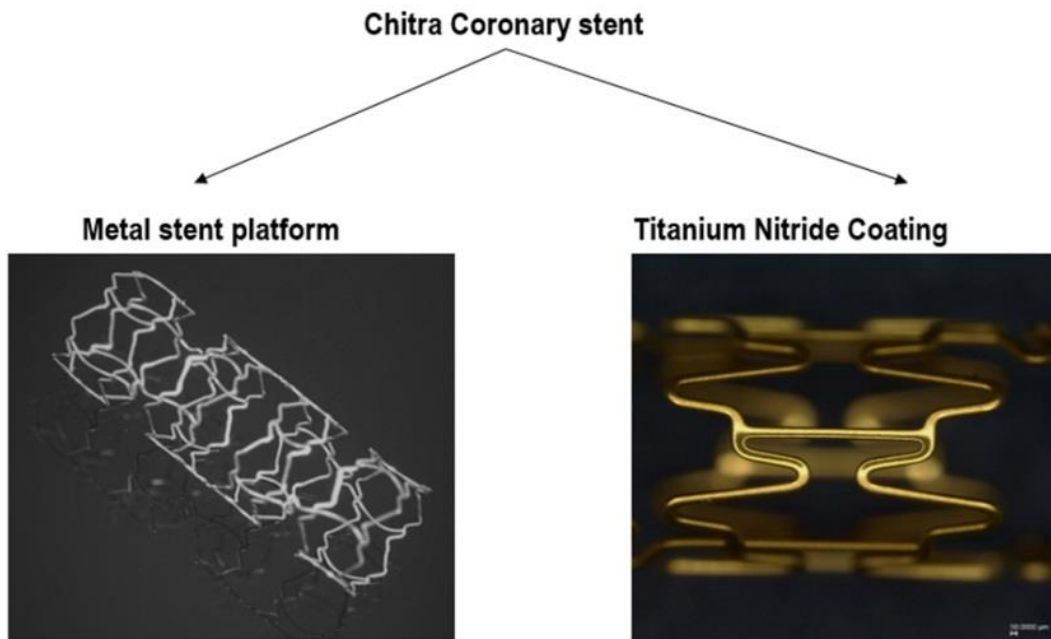 Chitra Coronary stent
Metal stent platform
Titanium Nitride Coating